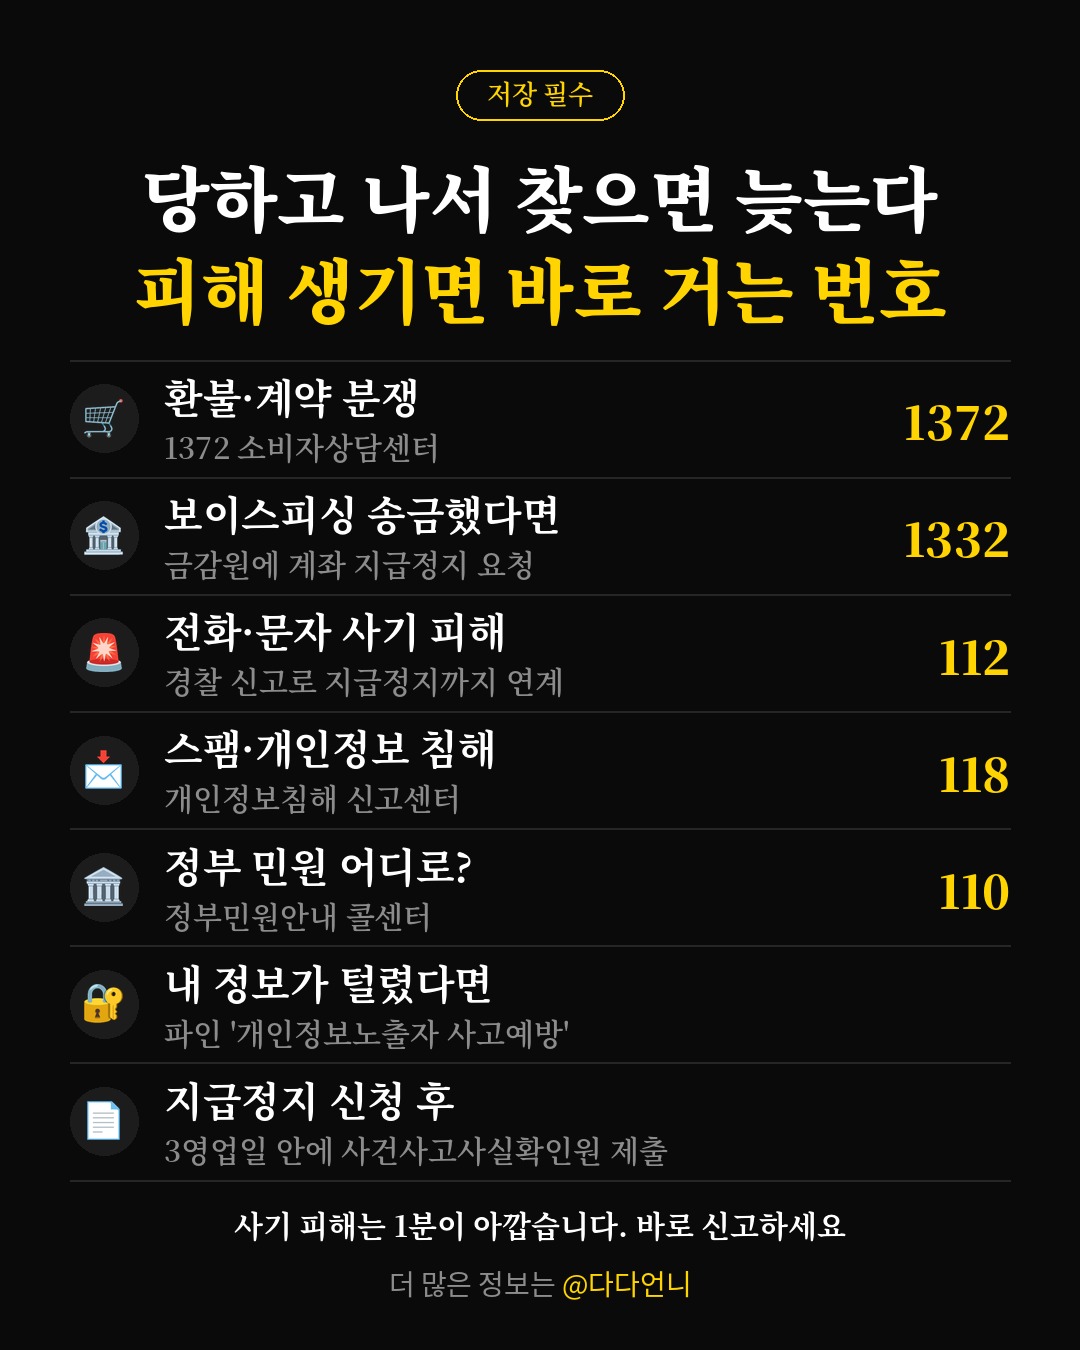 저장 필수
당하고 나서 찾으면 늦는다
피해 생기면 바로 거는 번호
환불·계약 분쟁
1372 소비자상담센터
1372
보이스피싱 송금했다면
금감원에 계좌 지급정지 요청
1332
전화·문자 사기 피해
경찰 신고로 지급정지까지 연계
112
스팸·개인정보 침해
개인정보침해 신고센터
118
정부 민원 어디로?
정부민원안내 콜센터
110
내 정보가 털렸다면
파인 '개인정보노출자 사고예방'
지급정지 신청 후
3영업일 안에 사건사고사실확인원 제출
사기 피해는 1분이 아깝습니다. 바로 신고하세요
더 많은 정보는 @다다언니